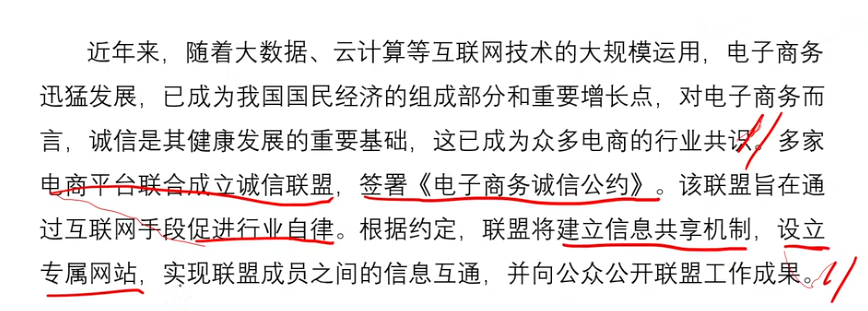 近年来，随着大数据、云计算等互联网技术的大规模运用，电子商务
迅猛发展，已成为我国国民经济的组成部分和重要增长点，对电子商务而
言，诚信是其健康发展的重要基础，这已成为众多电商的行业共识。多家
电商平台联合成立诚信联盟，签署《电子商务诚信公约》。该联盟旨在通
过互联网手段促进行业自律。根据约定，联盟将建立信息共享机制，设立
专属网站，实现联盟成员之间的信息互通，并向公众公开联盟工作成果。